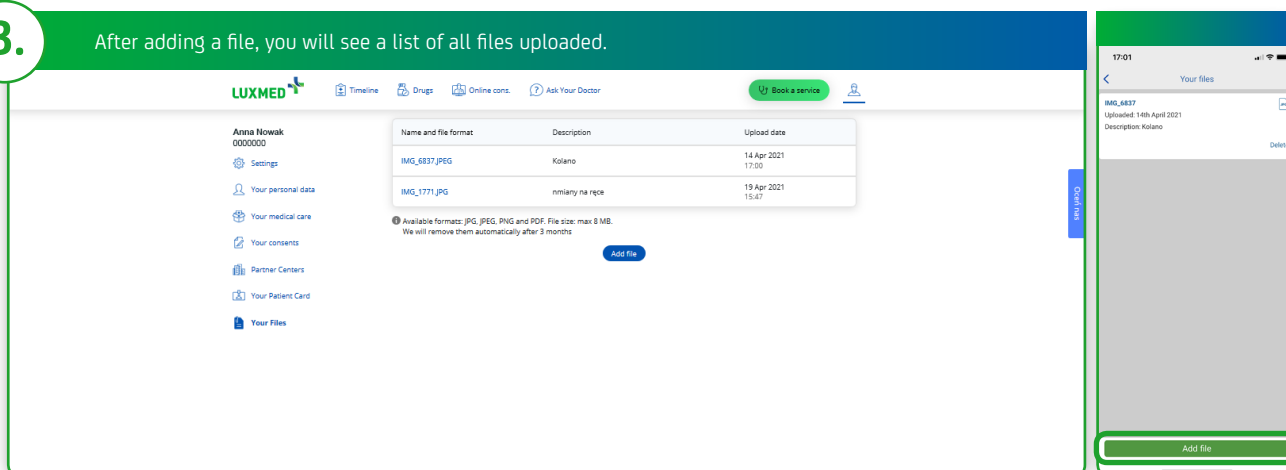 3.
After adding a file, you will see a list of all files uploaded.
LUXMED
Timeline
Drugs
Online cons.
Ask Your Doctor
Book a service
Anna Nowak
0000000
Settings
Your personal data
Your medical care
Your consents
Partner Centers
Your Patient Card
Your Files
Name and file format Description Upload date
IMG_6837.JPEG Kolano 14 Apr 2021
17:00
IMG_1771.JPG nmiany na ręce 19 Apr 2021
15:47
Available formats: JPG, JPEG, PNG and PDF. File size: max 8 MB.
We will remove them automatically after 3 months
Add file
Oceń nas
17:01
Your files
IMG_6837
Uploaded: 14th April 2021
Description: Kolano
Delet
Add file